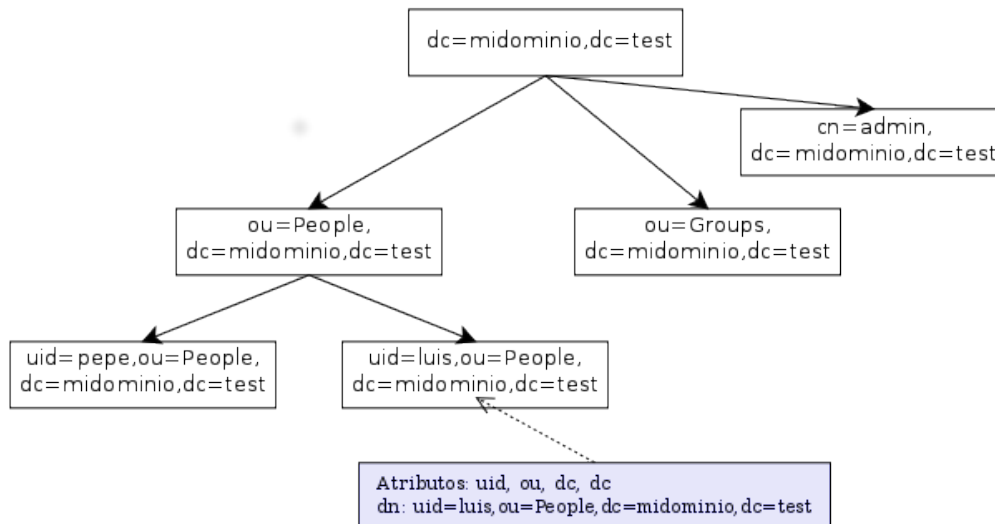 dc=midominio,dc=test
cn=admin,
dc=midominio,dc=test
ou=People,
dc=midominio,dc=test
ou=Groups,
dc=midominio,dc=test
uid=pepe,ou=People,
dc=midominio,dc=test
uid=luis,ou=People,
dc=midominio,dc=test
Atributos: uid, ou, dc, dc
dn: uid=luis,ou=People,dc=midominio,dc=test